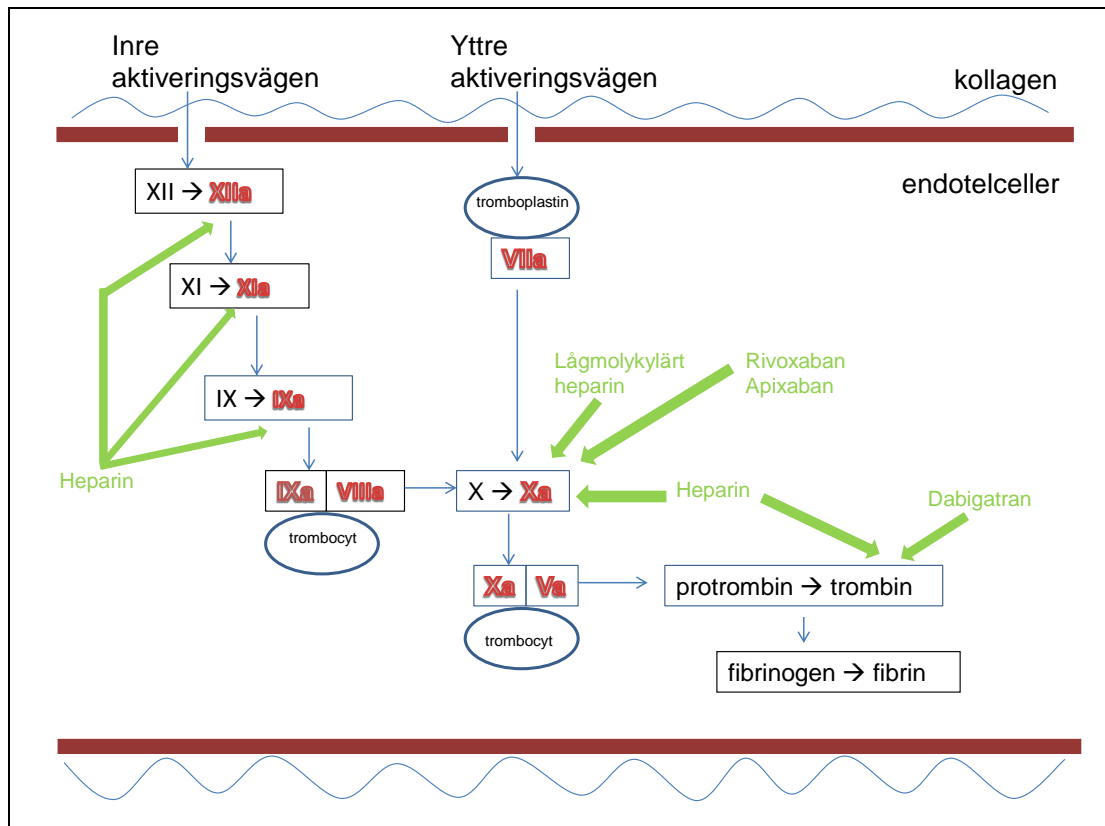 Inre
aktiveringsvägen
Yttre
aktiveringsvägen
kollagen
endotelceller
XII → XIIa
tromboplastin
VIIa
XI → XIa
Lågmolykylärt
heparin
Rivoxaban
Apixaban
IX → IXa
Heparin
IXa VIIIa
trombocyt
X → Xa
Heparin
Dabigatran
Xa Va
trombocyt
protrombin → trombin
fibrinogen → fibrin